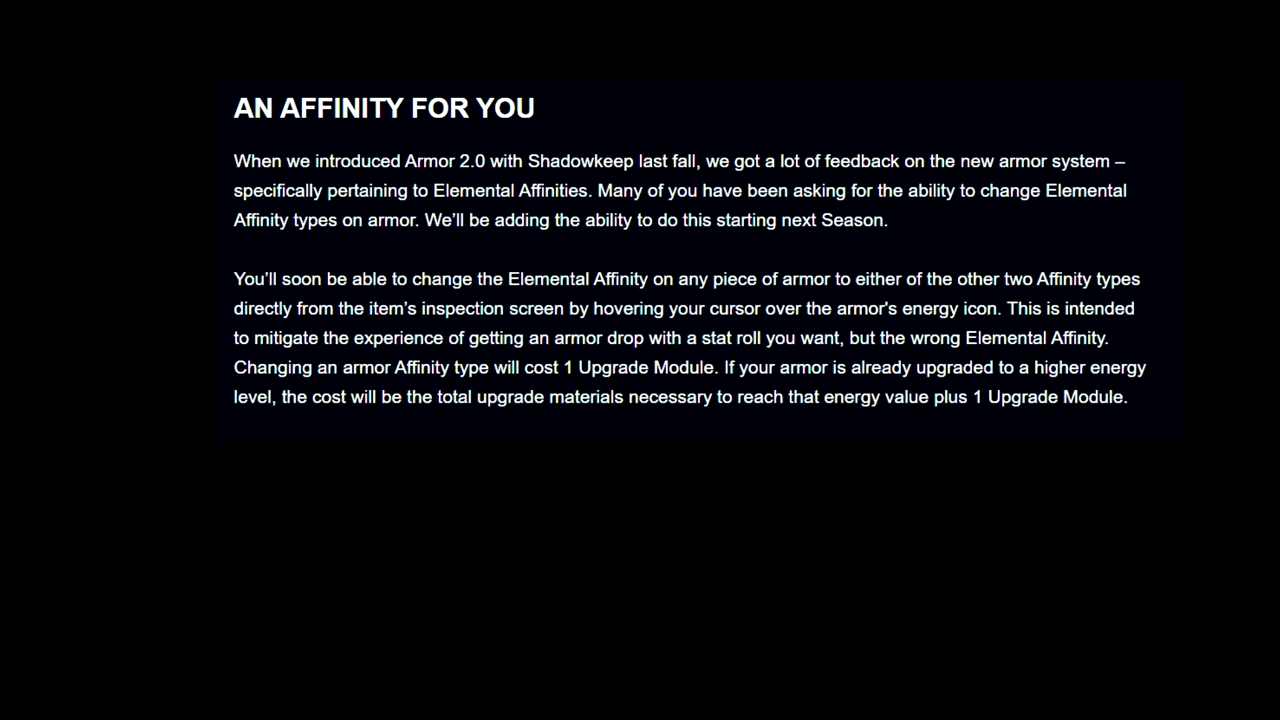 AN AFFINITY FOR YOU
When we introduced Armor 2.0 with Shadowkeep last fall, we got a lot of feedback on the new armor system –
specifically pertaining to Elemental Affinities. Many of you have been asking for the ability to change Elemental
Affinity types on armor. We’ll be adding the ability to do this starting next Season.
You’ll soon be able to change the Elemental Affinity on any piece of armor to either of the other two Affinity types
directly from the item’s inspection screen by hovering your cursor over the armor's energy icon. This is intended
to mitigate the experience of getting an armor drop with a stat roll you want, but the wrong Elemental Affinity.
Changing an armor Affinity type will cost 1 Upgrade Module. If your armor is already upgraded to a higher energy
level, the cost will be the total upgrade materials necessary to reach that energy value plus 1 Upgrade Module.